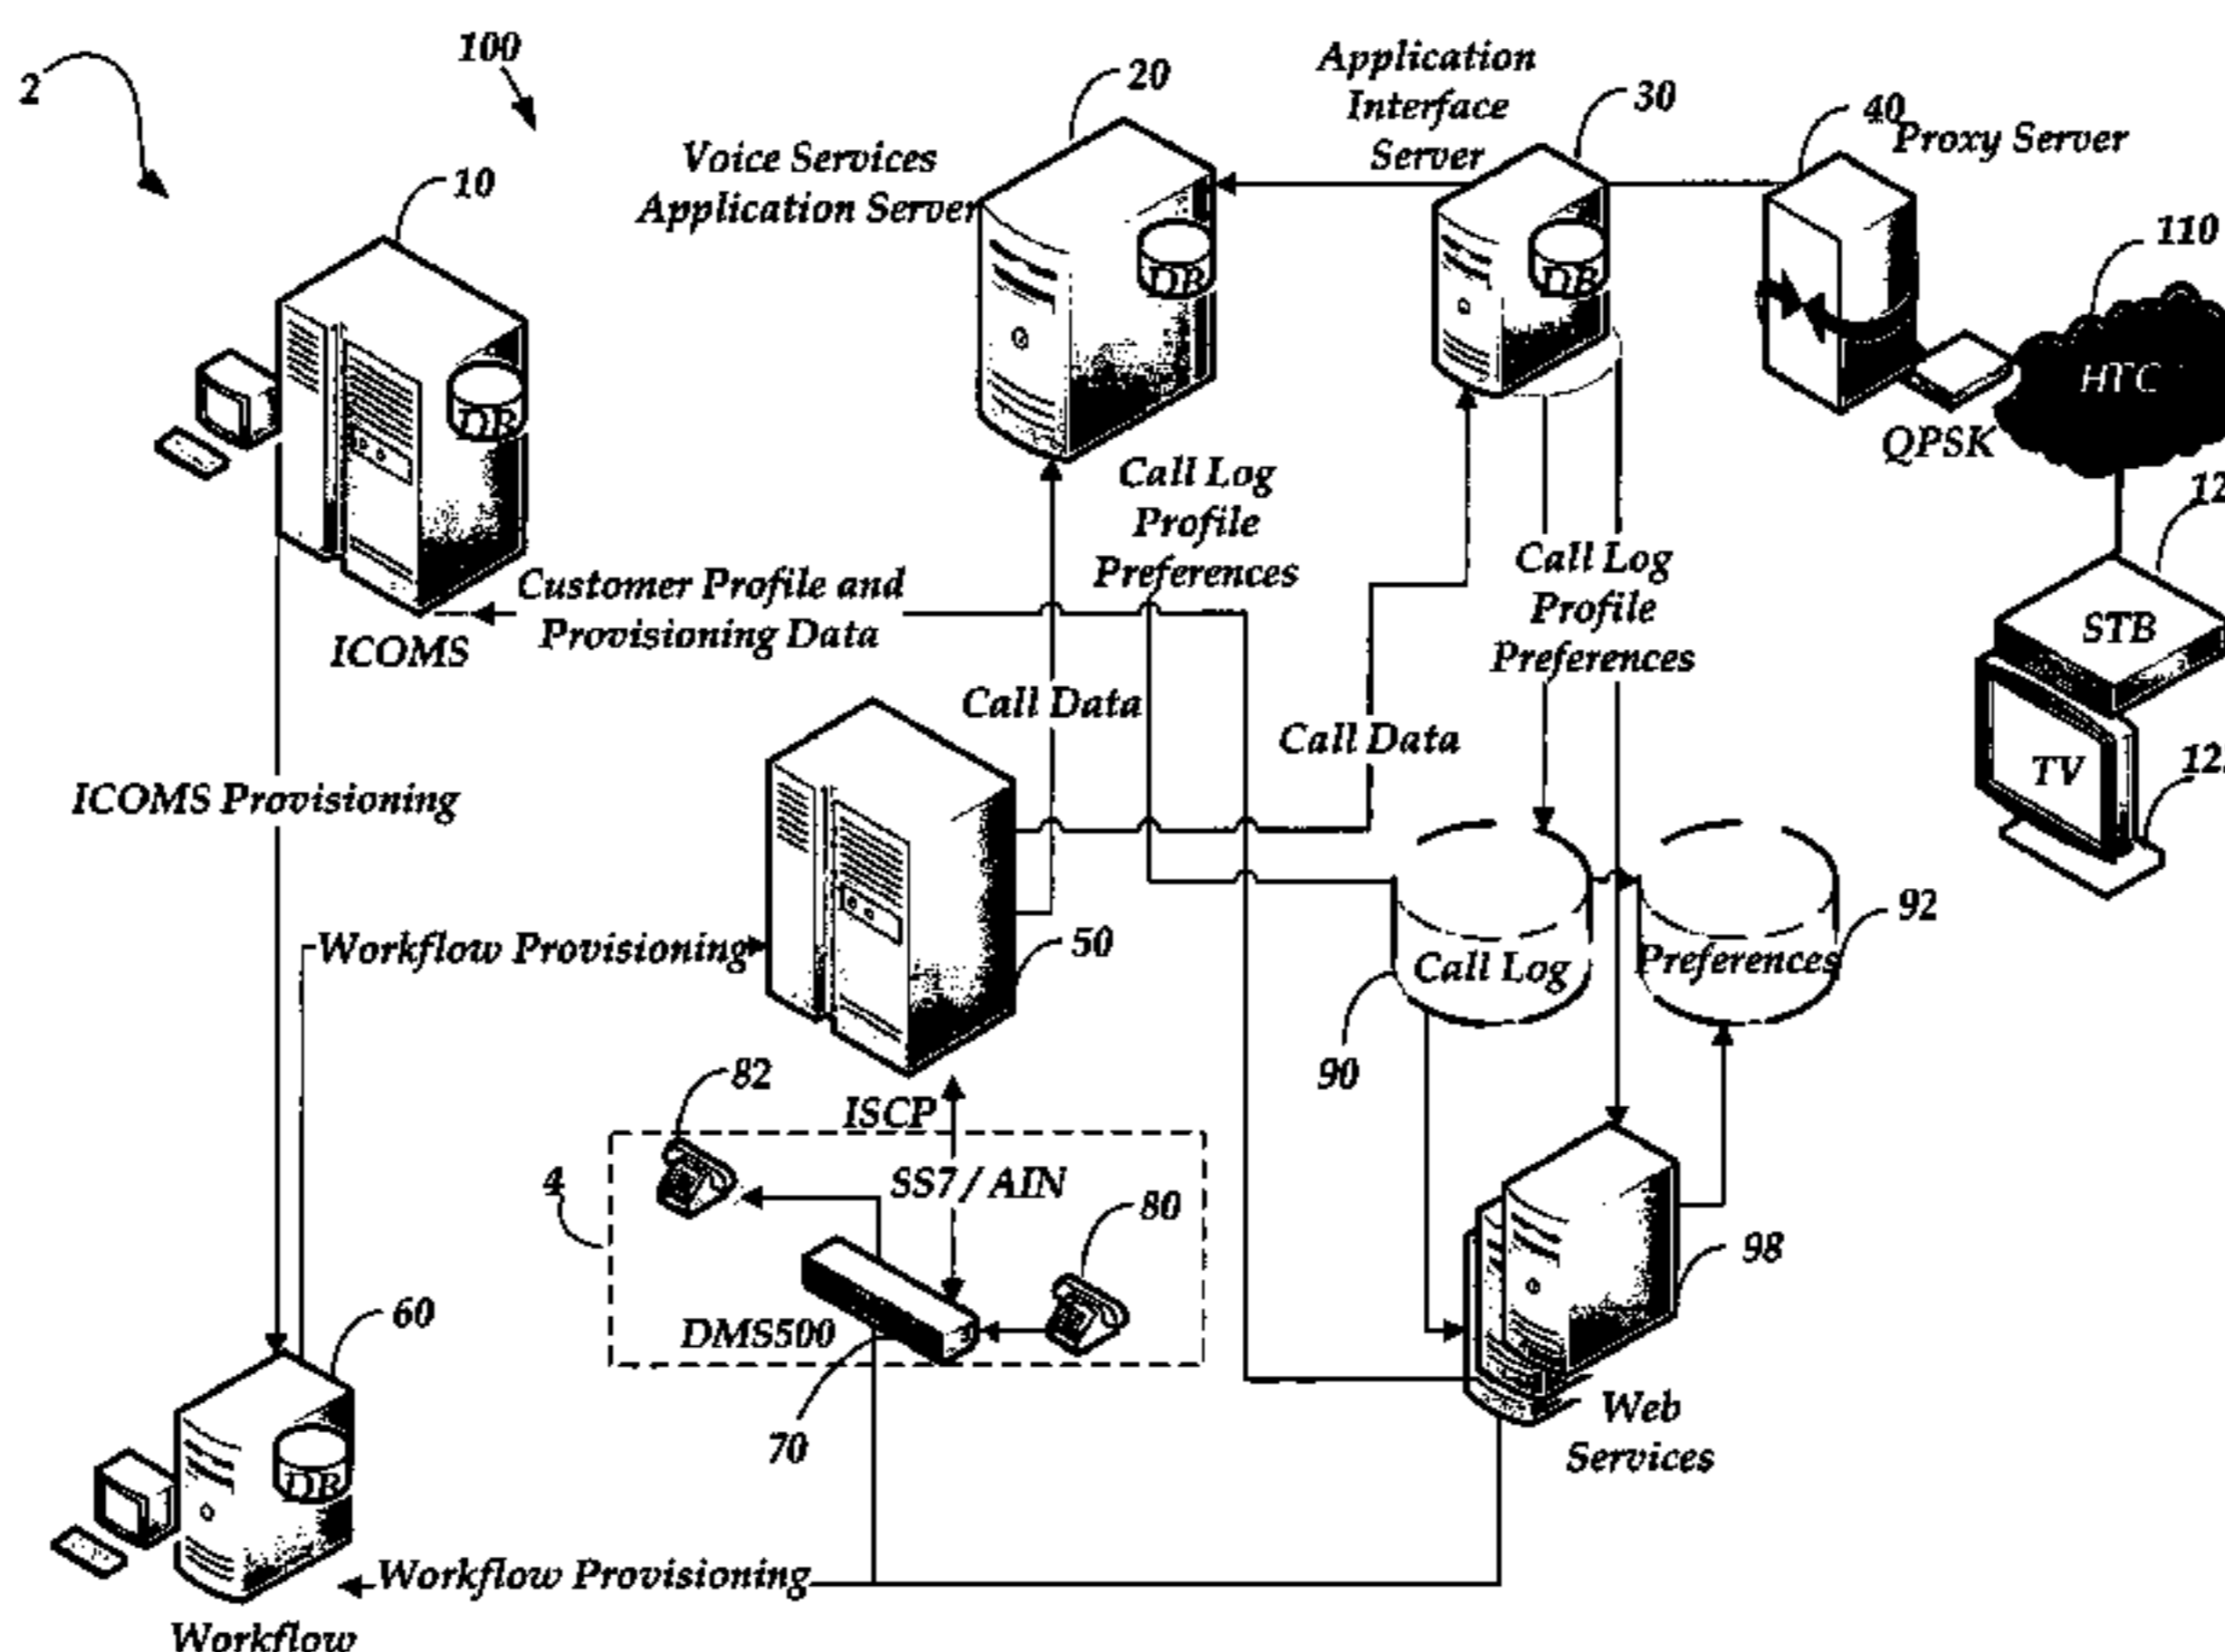 2
100
10
20
Application
Interface
Server
30
40
Proxy Server
Voice Services
Application Server
110
DB
DB
DB
HTC
QPSK
Call Log
Profile
Preferences
12
Customer Profile and
Provisioning Data
ICOMS
Call Log
Profile
Preferences
STB
Call Data
Call Data
TV
12
ICOMS Provisioning
Workflow Provisioning
50
92
Call Log
Preferences
90
82
ISCP
4
SS7 / AIN
80
98
DMS500
60
70
Web
Services
DB
Workflow Provisioning
Workflow